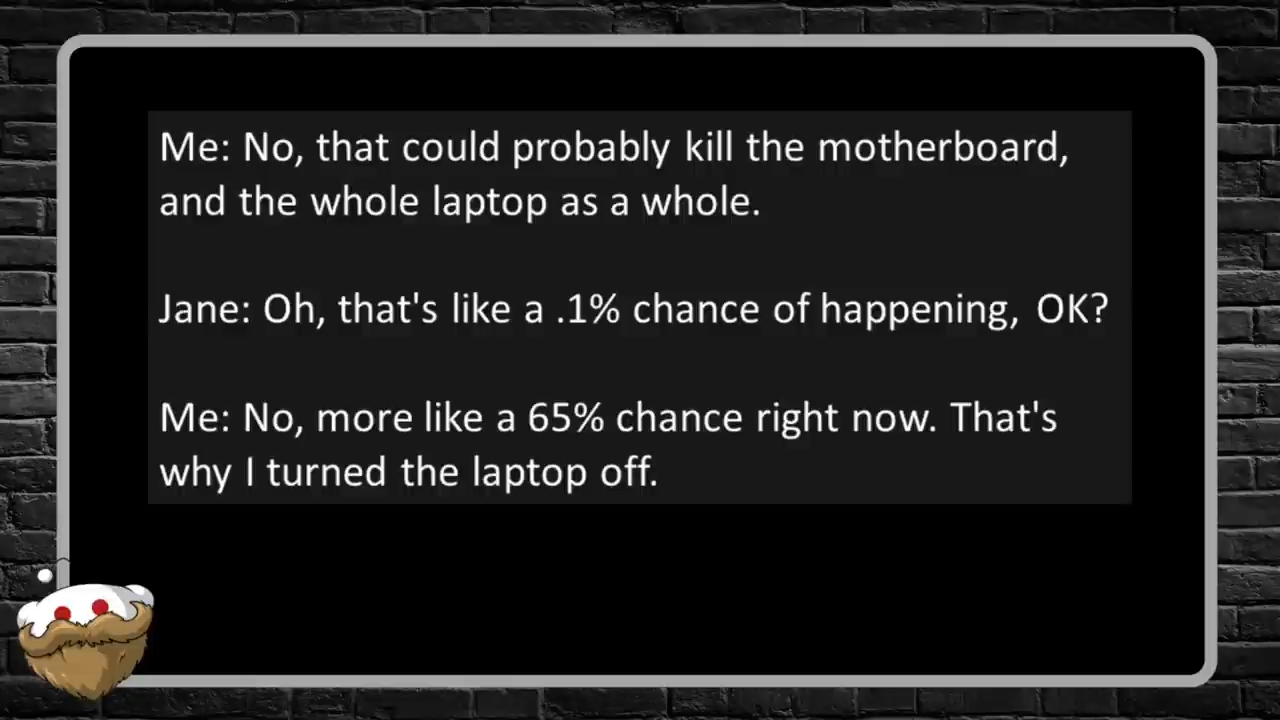 Me: No, that could probably kill the motherboard,
and the whole laptop as a whole.
Jane: Oh, that's like a .1% chance of happening, OK?
Me: No, more like a 65% chance right now. That's
why I turned the laptop off.